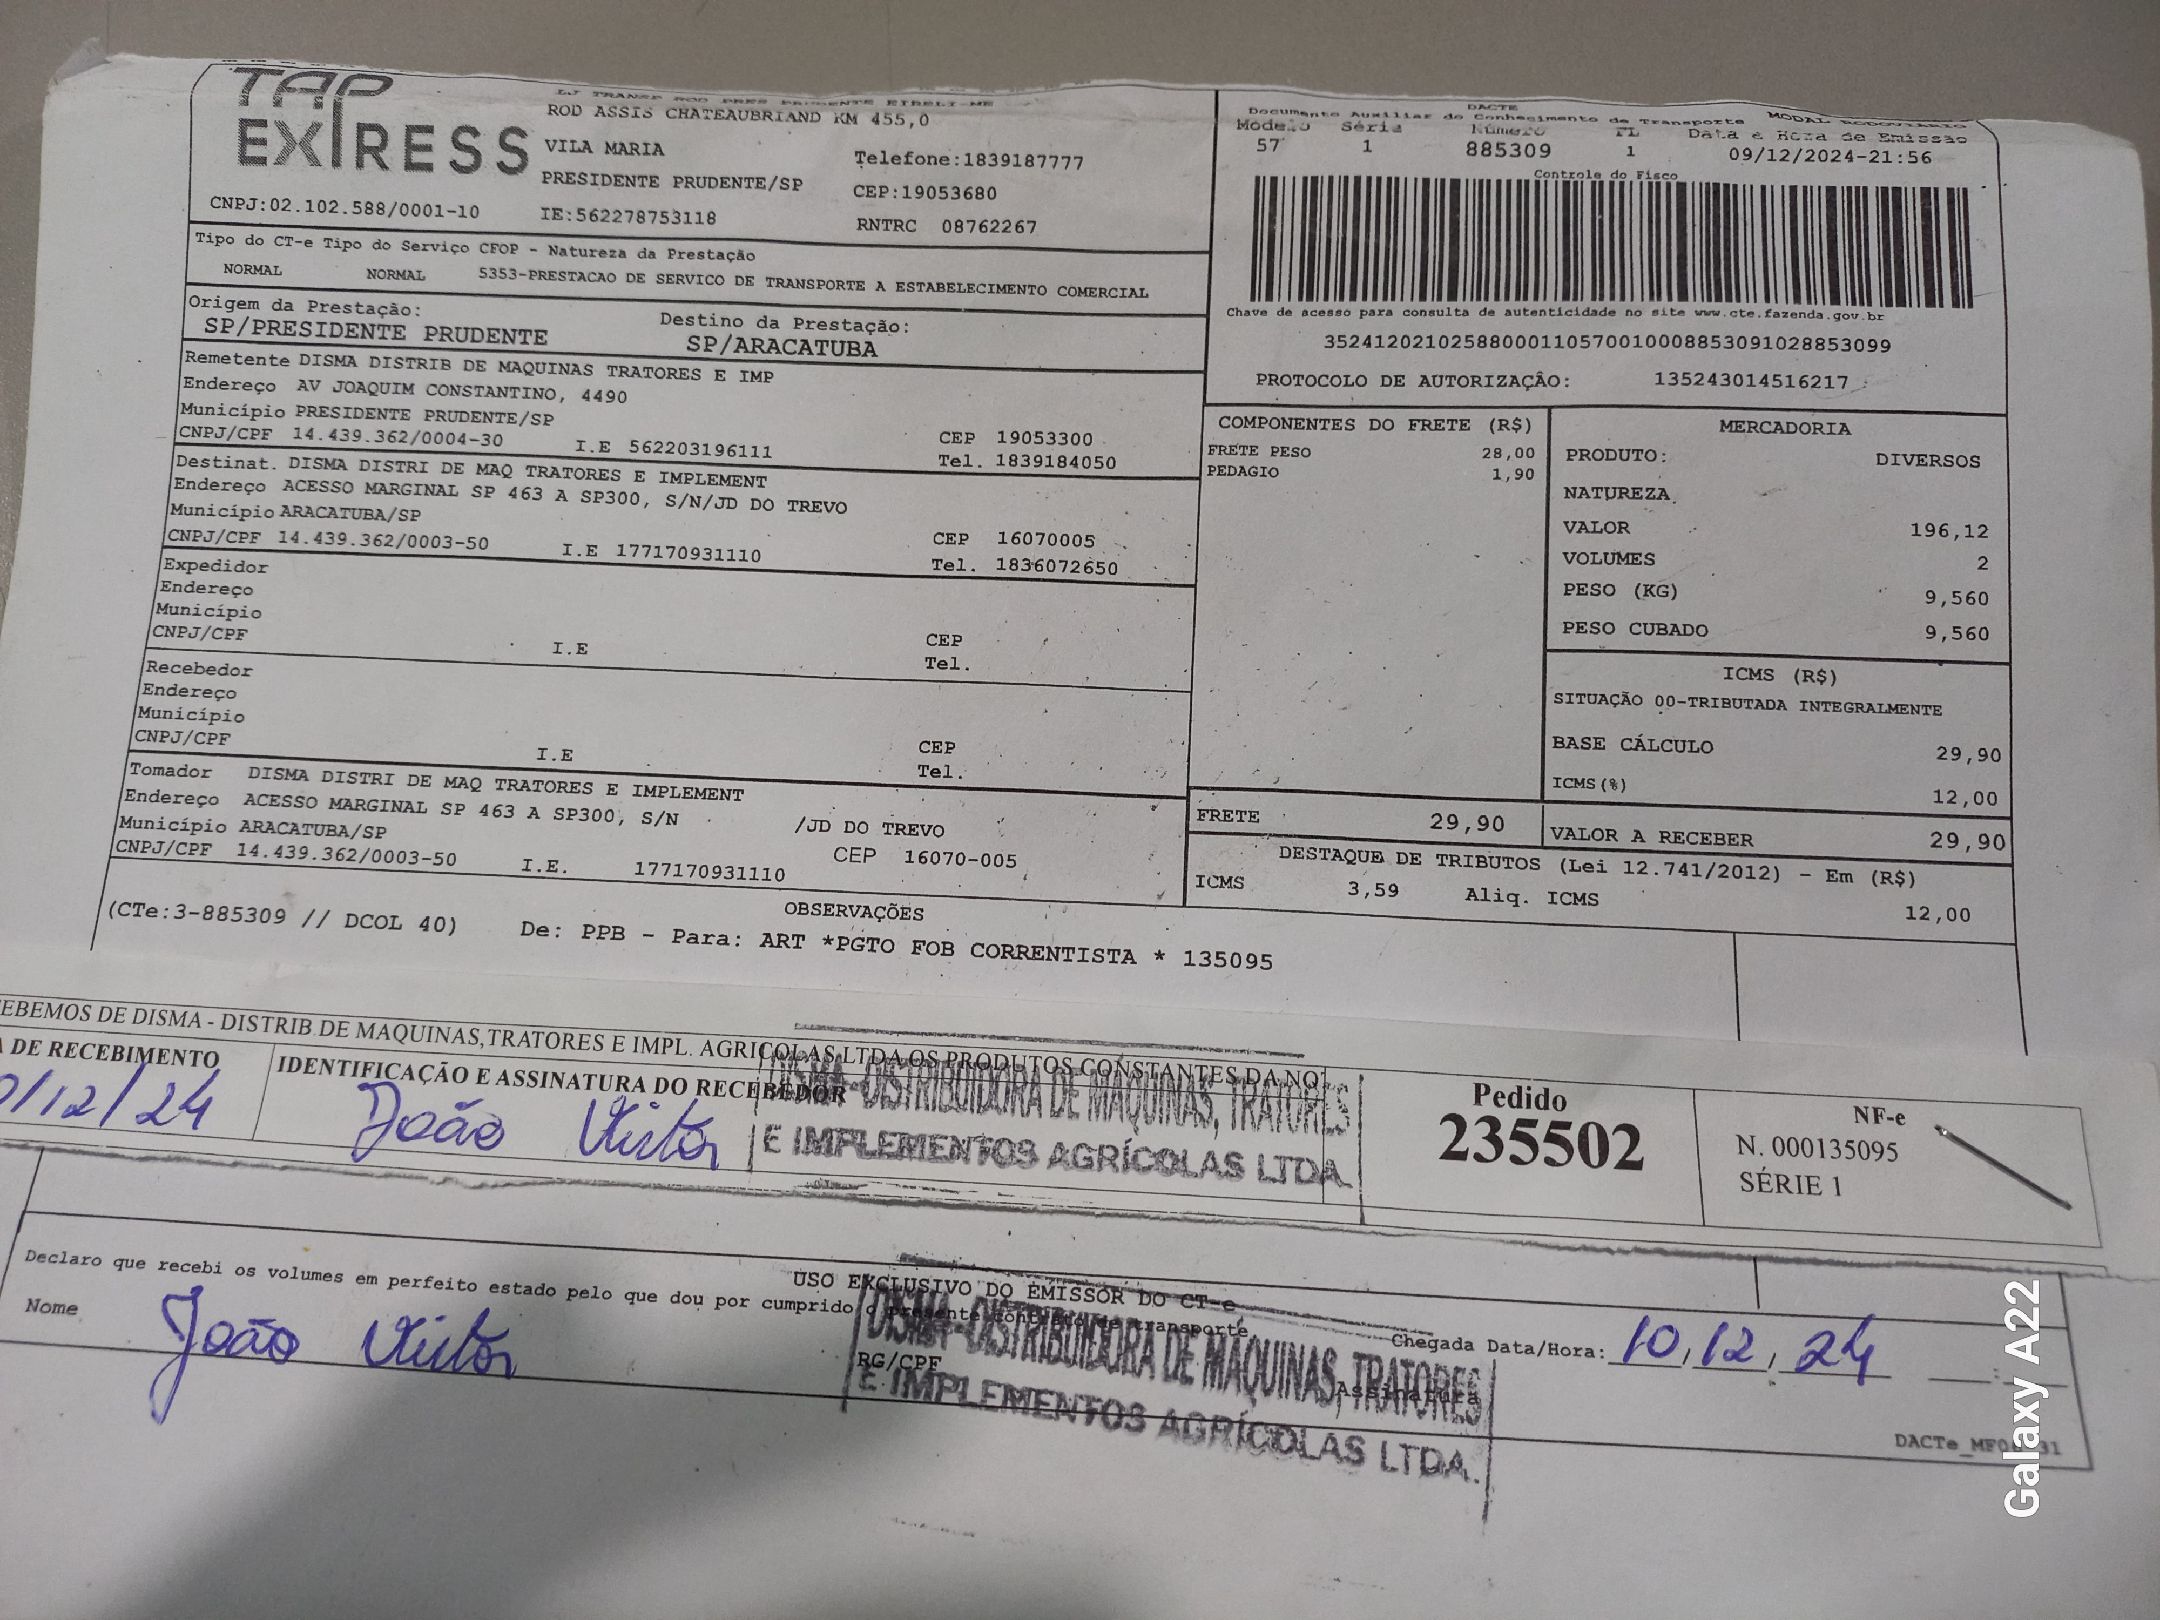 TAP EXPRESS
ROD ASSIS CHATEAUBRIAND KM 455,0
VILA MARIA
Telefone:1839187777
PRESIDENTE PRUDENTE/SP
CEP:19053680
CNPJ:02.102.588/0001-10
IE:562278753118
RNTRC 08762267
DACTE
Documento Auxiliar do Conhecimento de Transporte MODAL RODOVIÁRIO
Modelo Série Número FL Data e Hora de Emissão
57 1 885309 1 09/12/2024-21:56
Controle do Fisco
Chave de acesso para consulta de autenticidade no site www.cte.fazenda.gov.br
35241202102588000110570010008853091028853099
PROTOCOLO DE AUTORIZAÇÃO: 135243014516217
Tipo do CT-e Tipo do Serviço CFOP - Natureza da Prestação
NORMAL NORMAL 5353-PRESTACAO DE SERVICO DE TRANSPORTE A ESTABELECIMENTO COMERCIAL
Origem da Prestação: Destino da Prestação:
SP/PRESIDENTE PRUDENTE SP/ARACATUBA
Remetente DISMA DISTRIB DE MAQUINAS TRATORES E IMP
Endereço AV JOAQUIM CONSTANTINO, 4490
Município PRESIDENTE PRUDENTE/SP CEP 19053300
CNPJ/CPF 14.439.362/0004-30 I.E 562203196111 Tel. 1839184050
Destinat. DISMA DISTRI DE MAQ TRATORES E IMPLEMENT
Endereço ACESSO MARGINAL SP 463 A SP300, S/N/JD DO TREVO
Município ARACATUBA/SP CEP 16070005
CNPJ/CPF 14.439.362/0003-50 I.E 177170931110 Tel. 1836072650
Expedidor
Endereço
Município CEP
CNPJ/CPF I.E Tel.
Recebedor
Endereço
Município CEP
CNPJ/CPF I.E Tel.
Tomador DISMA DISTRI DE MAQ TRATORES E IMPLEMENT
Endereço ACESSO MARGINAL SP 463 A SP300, S/N /JD DO TREVO
Município ARACATUBA/SP CEP 16070-005
CNPJ/CPF 14.439.362/0003-50 I.E. 177170931110
COMPONENTES DO FRETE (R$)
FRETE PESO 28,00
PEDAGIO 1,90
MERCADORIA
PRODUTO: DIVERSOS
NATUREZA
VALOR 196,12
VOLUMES 2
PESO (KG) 9,560
PESO CUBADO 9,560
ICMS (R$)
SITUAÇÃO 00-TRIBUTADA INTEGRALMENTE
BASE CÁLCULO 29,90
ICMS(%) 12,00
FRETE 29,90 VALOR A RECEBER 29,90
DESTAQUE DE TRIBUTOS (Lei 12.741/2012) - Em (R$)
ICMS 3,59 Aliq. ICMS 12,00
OBSERVAÇÕES
(CTe:3-885309 // DCOL 40) De: PPB - Para: ART *PGTO FOB CORRENTISTA * 135095
EBEMOS DE DISMA - DISTRIB DE MAQUINAS,TRATORES E IMPL. AGRICOLAS LTDA OS PRODUTOS CONSTANTES DA NO
DE RECEBIMENTO
IDENTIFICAÇÃO E ASSINATURA DO RECEBEDOR
/12/24
João Victor
DISMA-DISTRIBUIDORA DE MAQUINAS, TRATORES
E IMPLEMENTOS AGRÍCOLAS LTDA.
Pedido
235502
NF-e
N. 000135095
SÉRIE 1
USO EXCLUSIVO DO EMISSOR DO CT-e
Declaro que recebi os volumes em perfeito estado pelo que dou por cumprido o presente contrato de transporte
Nome João Victor
RG/CPF
Assinatura
Chegada Data/Hora: 10,12,24
DISMA-DISTRIBUIDORA DE MAQUINAS, TRATORES
E IMPLEMENTOS AGRÍCOLAS LTDA.
Galaxy A22